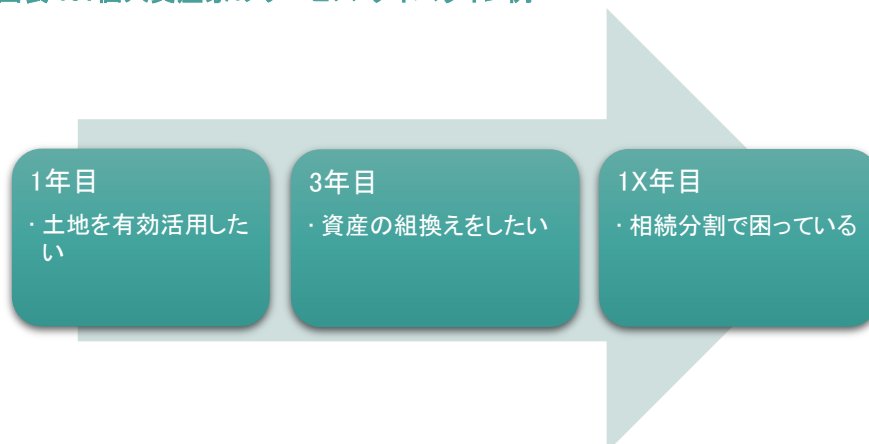 1年目
・土地を有効活用した
い
3年目
・資産の組換えをしたい
1X年目
・相続分割で困っている